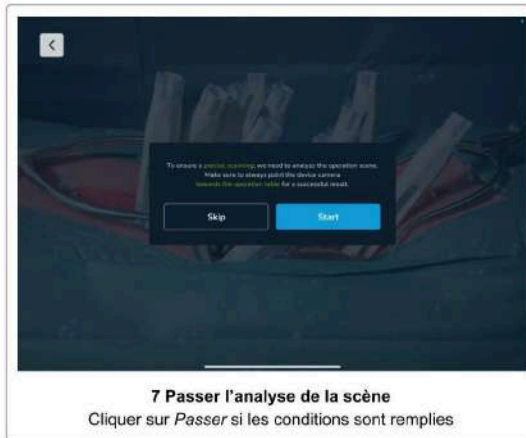 To ensure a precise scanning, we need to analyze the operation scene.
Make sure to always point the device camera
towards the operation table for a successful result.
Skip
Start
7 Passer l'analyse de la scène
Cliquer sur Passer si les conditions sont remplies